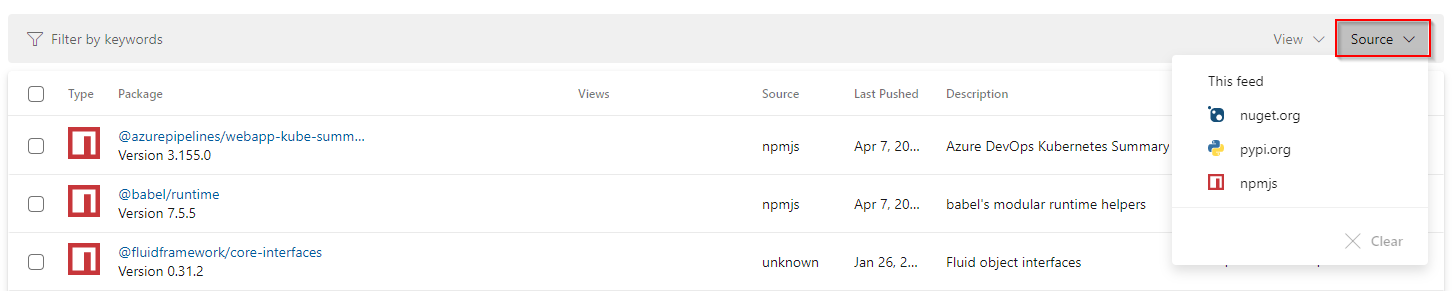 Filter by keywords View Source
This feed
nuget.org
pypi.org
npmjs
Clear
Type Package Views Source Last Pushed Description
@azurepipelines/webapp-kube-summ...
Version 3.155.0
npmjs Apr 7, 20... Azure DevOps Kubernetes Summary
@babel/runtime
Version 7.5.5
npmjs Apr 7, 20... babel's modular runtime helpers
@fluidframework/core-interfaces
Version 0.31.2
unknown Jan 26, 2... Fluid object interfaces